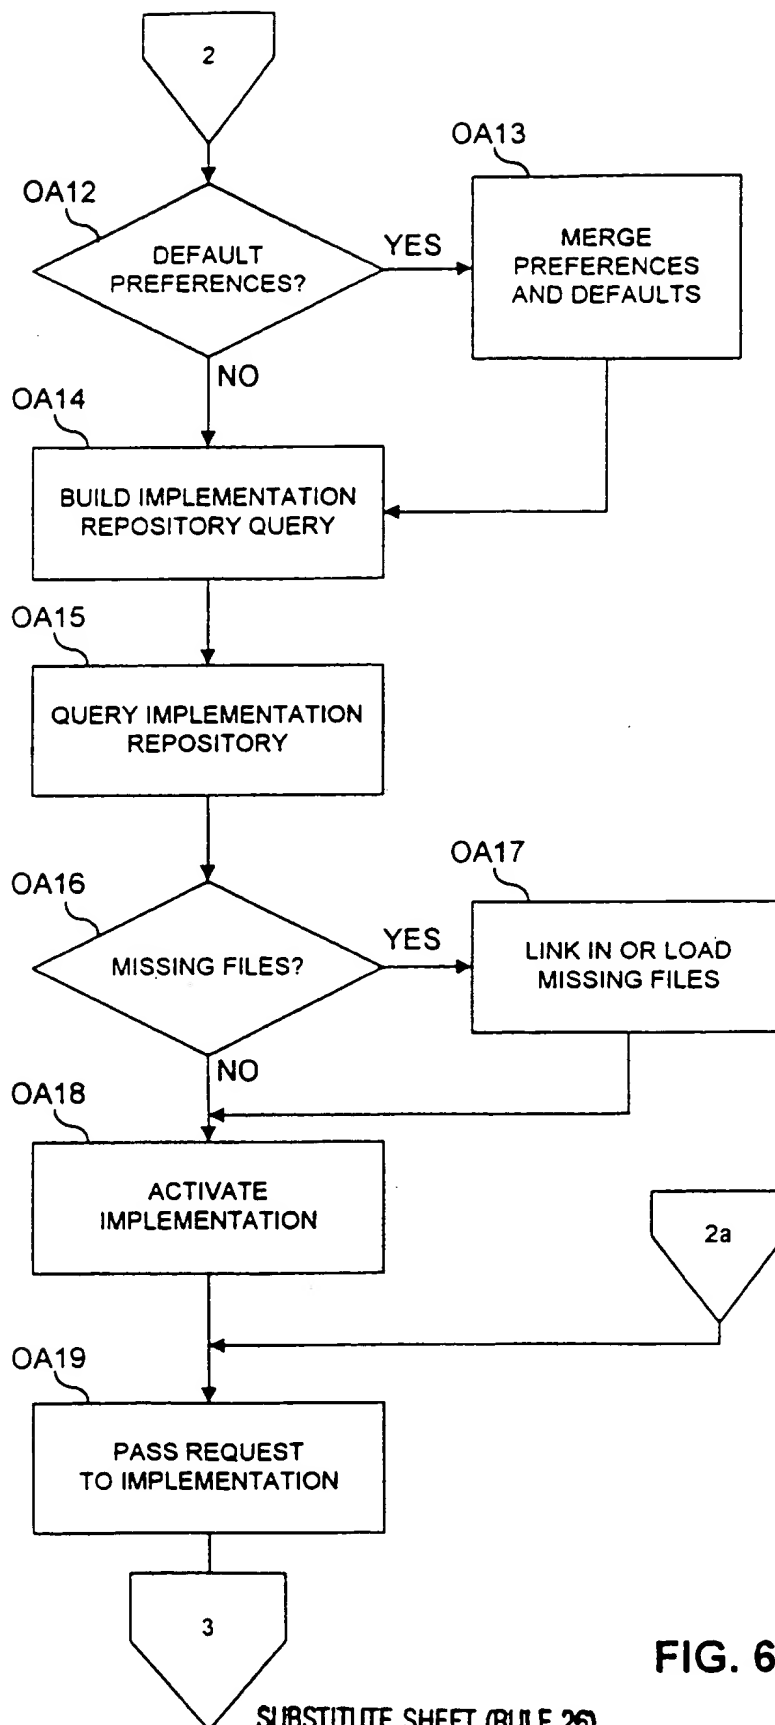 2
OA12
DEFAULT
PREFERENCES?
YES
OA13
MERGE
PREFERENCES
AND DEFAULTS
NO
OA14
BUILD IMPLEMENTATION
REPOSITORY QUERY
OA15
QUERY IMPLEMENTATION
REPOSITORY
OA16
MISSING FILES?
YES
OA17
LINK IN OR LOAD
MISSING FILES
NO
OA18
ACTIVATE
IMPLEMENTATION
2a
OA19
PASS REQUEST
TO IMPLEMENTATION
3
FIG. 6
SUBSTITUTE SHEET (RULE 26)